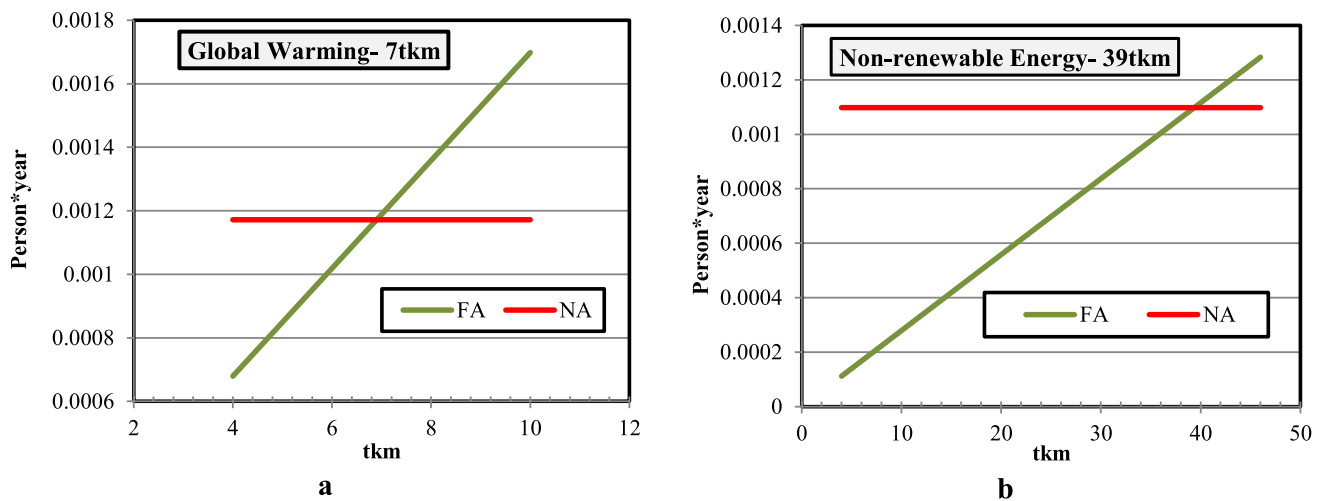 Global Warming- 7tkm
Person*year
0.0018
0.0016
0.0014
0.0012
0.001
0.0008
0.0006
FA NA
2 4 6 8 10 12
tkm
a
Non-renewable Energy- 39tkm
Person*year
0.0014
0.0012
0.001
0.0008
0.0006
0.0004
0.0002
0
FA NA
0 10 20 30 40 50
tkm
b